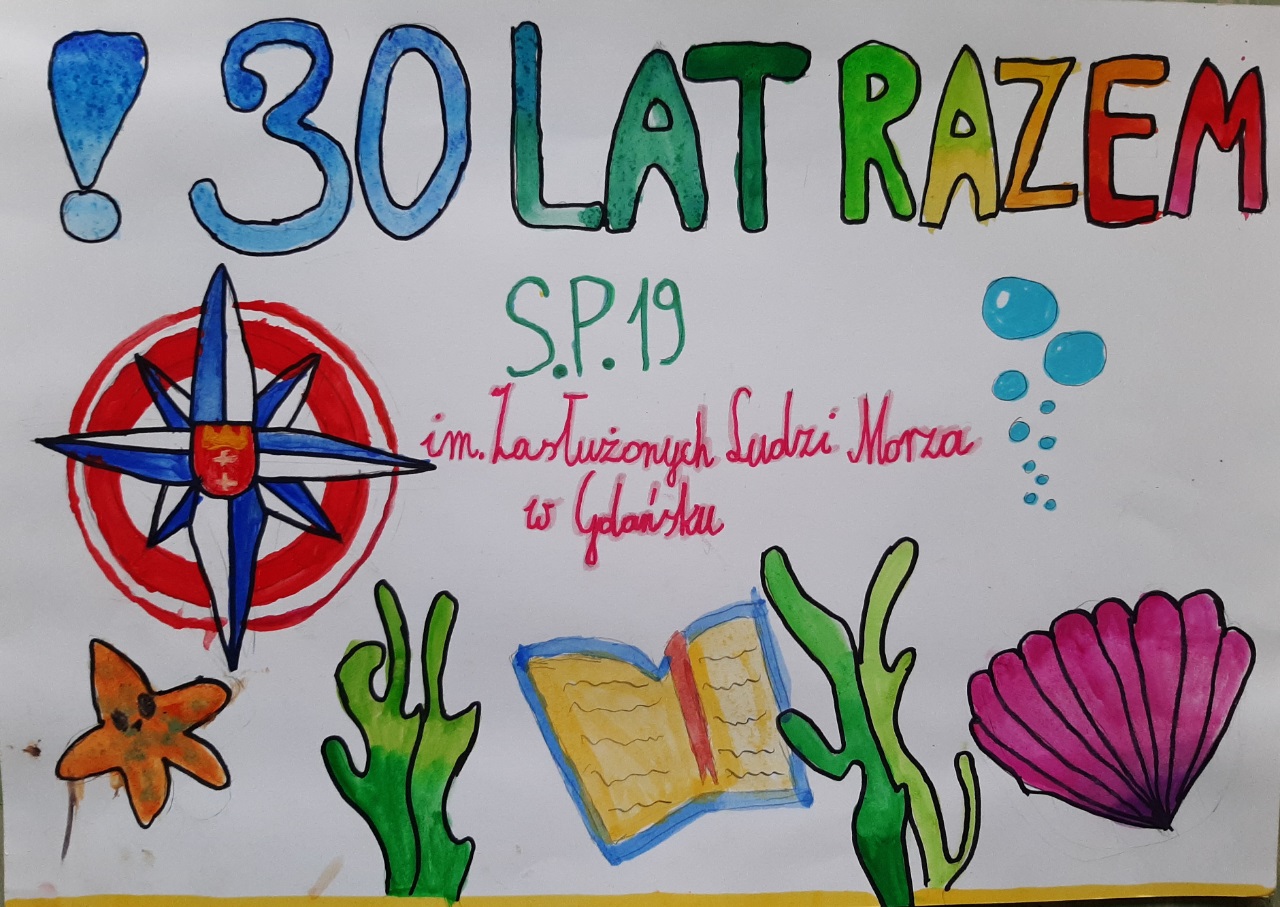 ! 30 LAT RAZEM
S.P.19
im. Zasłużonych Ludzi Morza
w Gdańsku